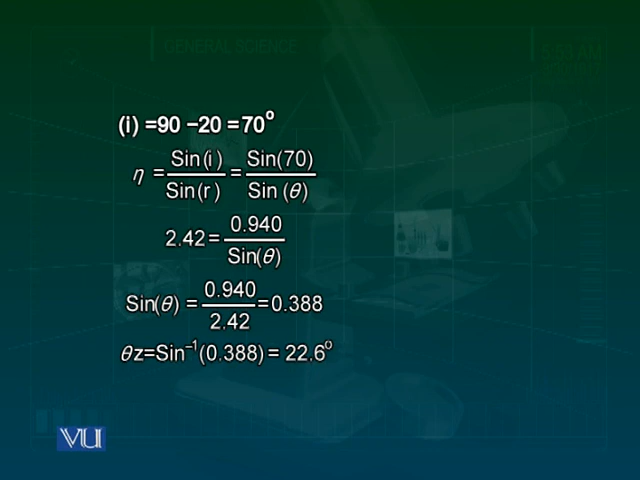 GENERAL SCIENCE
(i) =90 −20 =70°
η = Sin(i) / Sin(r) = Sin(70) / Sin (θ)
2.42 = 0.940 / Sin(θ)
Sin(θ) = 0.940 / 2.42 = 0.388
θz=Sin⁻¹(0.388) = 22.6°
VU